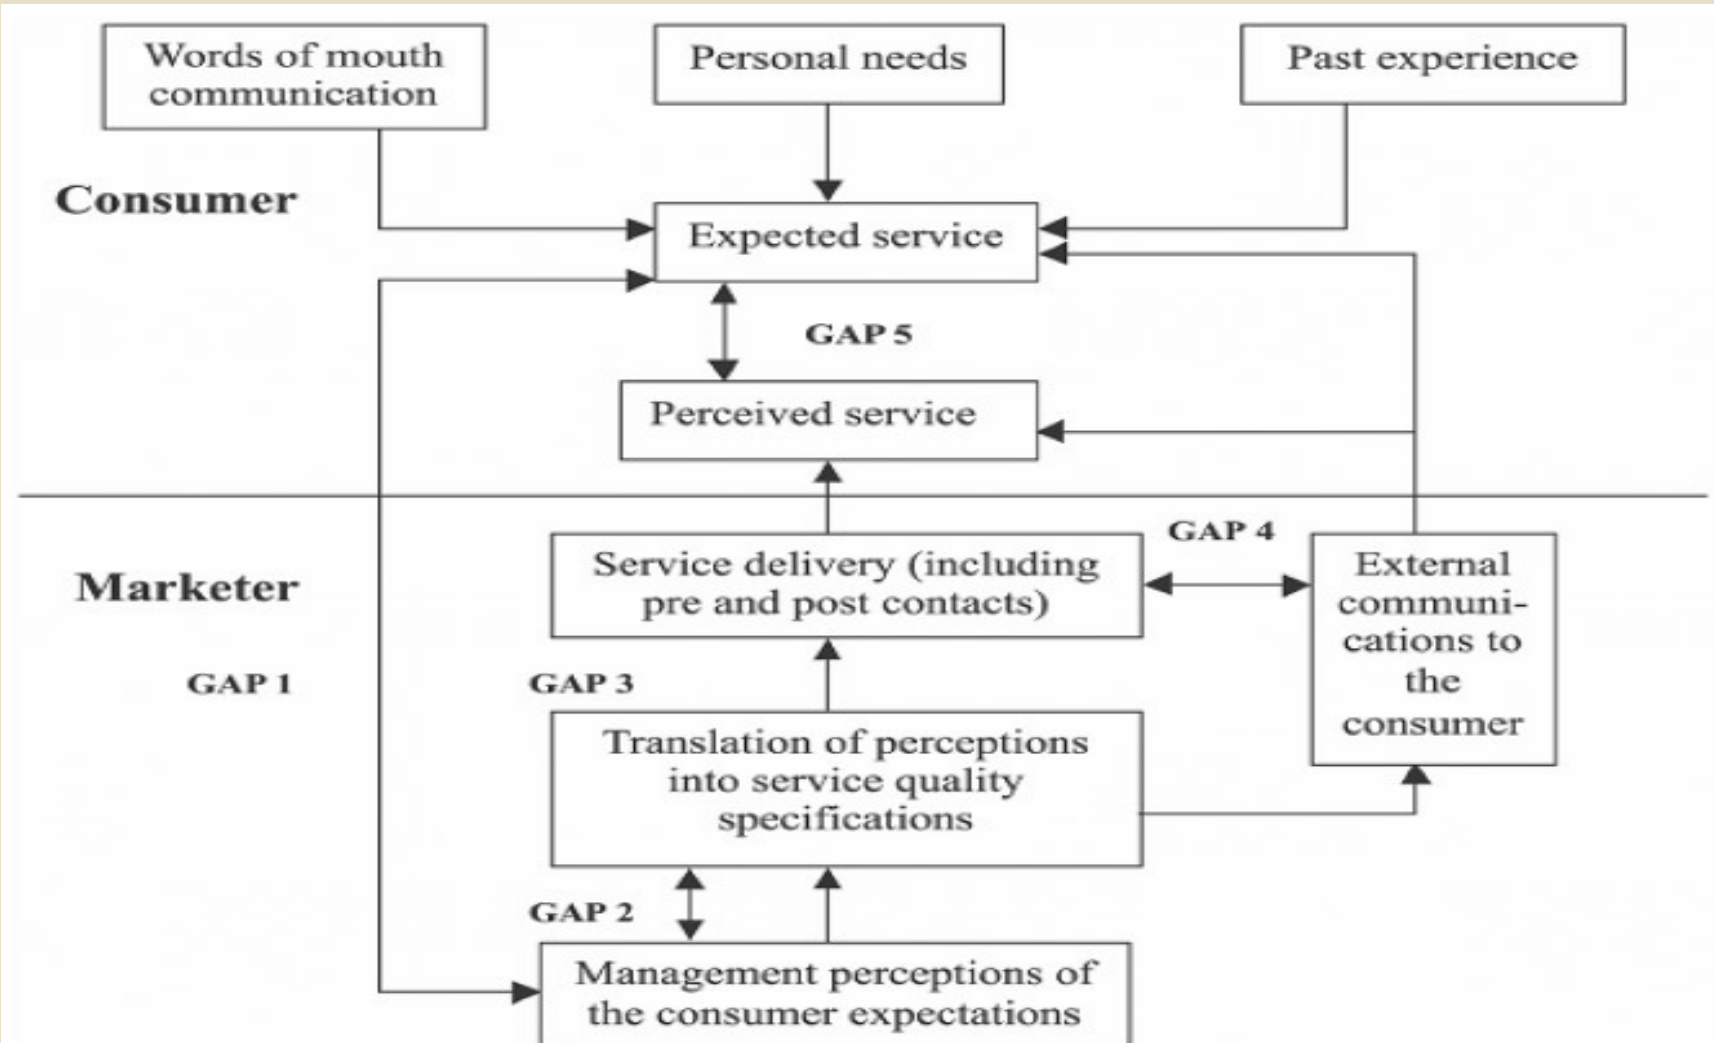 Words of mouth
communication
Personal needs
Past experience
Consumer
Expected service
GAP 5
Perceived service
GAP 4
Marketer
Service delivery (including
pre and post contacts)
External
communi-
cations to
the
consumer
GAP 1
GAP 3
Translation of perceptions
into service quality
specifications
GAP 2
Management perceptions of
the consumer expectations